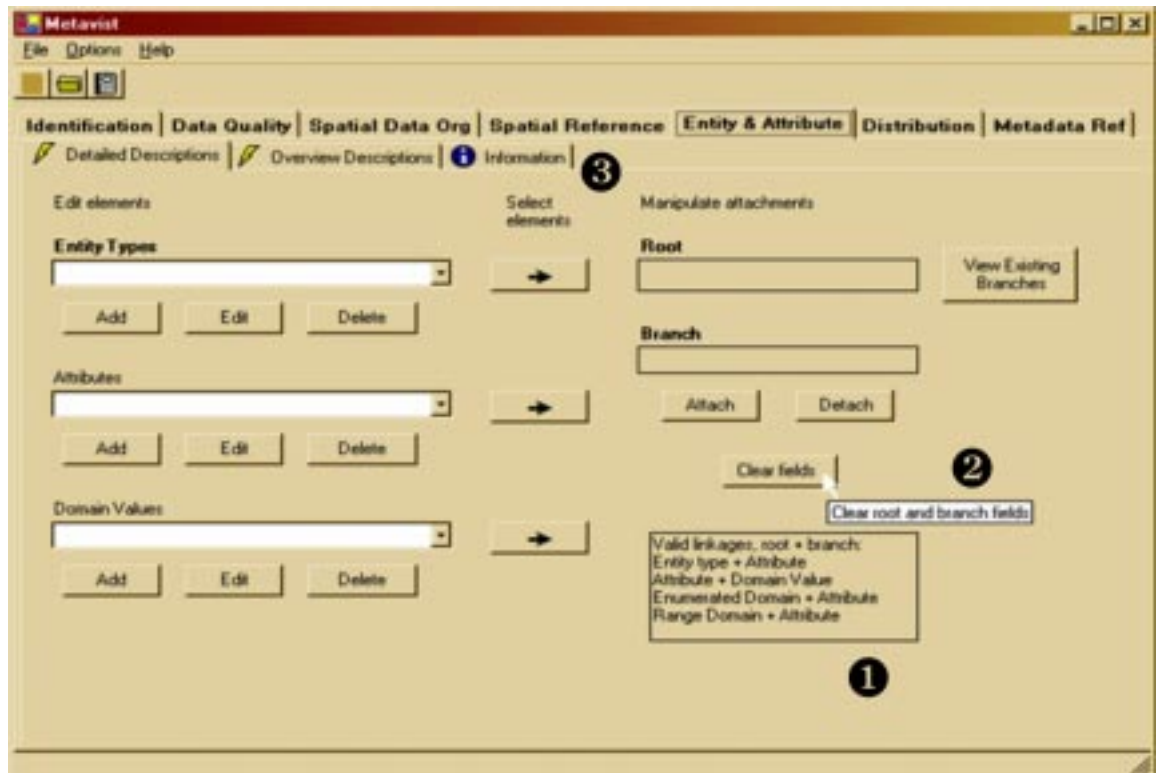 Metavist
File Options Help
Identification Data Quality Spatial Data Org Spatial Reference Entity & Attribute Distribution Metadata Ref
Detailed Descriptions Overview Descriptions Information
3
Edit elements
Select
elements
Manipulate attachments
Entity Types
Root
View Existing
Branches
Add Edit Delete
Branch
Attributes
Attach Detach
Add Edit Delete
Clear fields
2
Clear root and branch fields
Domain Values
Valid linkages, root + branch:
Entity type + Attribute
Attribute + Domain Value
Enumerated Domain + Attribute
Range Domain + Attribute
Add Edit Delete
1